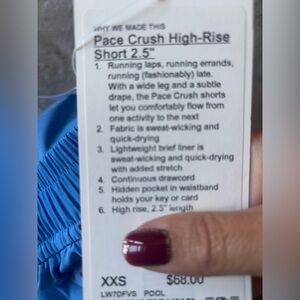 WHY WE MADE THIS
Pace Crush High-Rise
Short 2.5"
1. Running laps, running errands,
running (fashionably) late.
With a wide leg and a subtle
drape, the Pace Crush shorts
let you comfortably flow from
one activity to the next
2. Fabric is sweat-wicking and
quick-drying
3. Lightweight brief liner is
sweat-wicking and quick-drying
with added stretch
4. Continuous drawcord
5. Hidden pocket in waistband
holds your key or card
6. High rise, 2.5" length
XXS $68.00
LW7DFVS POOL